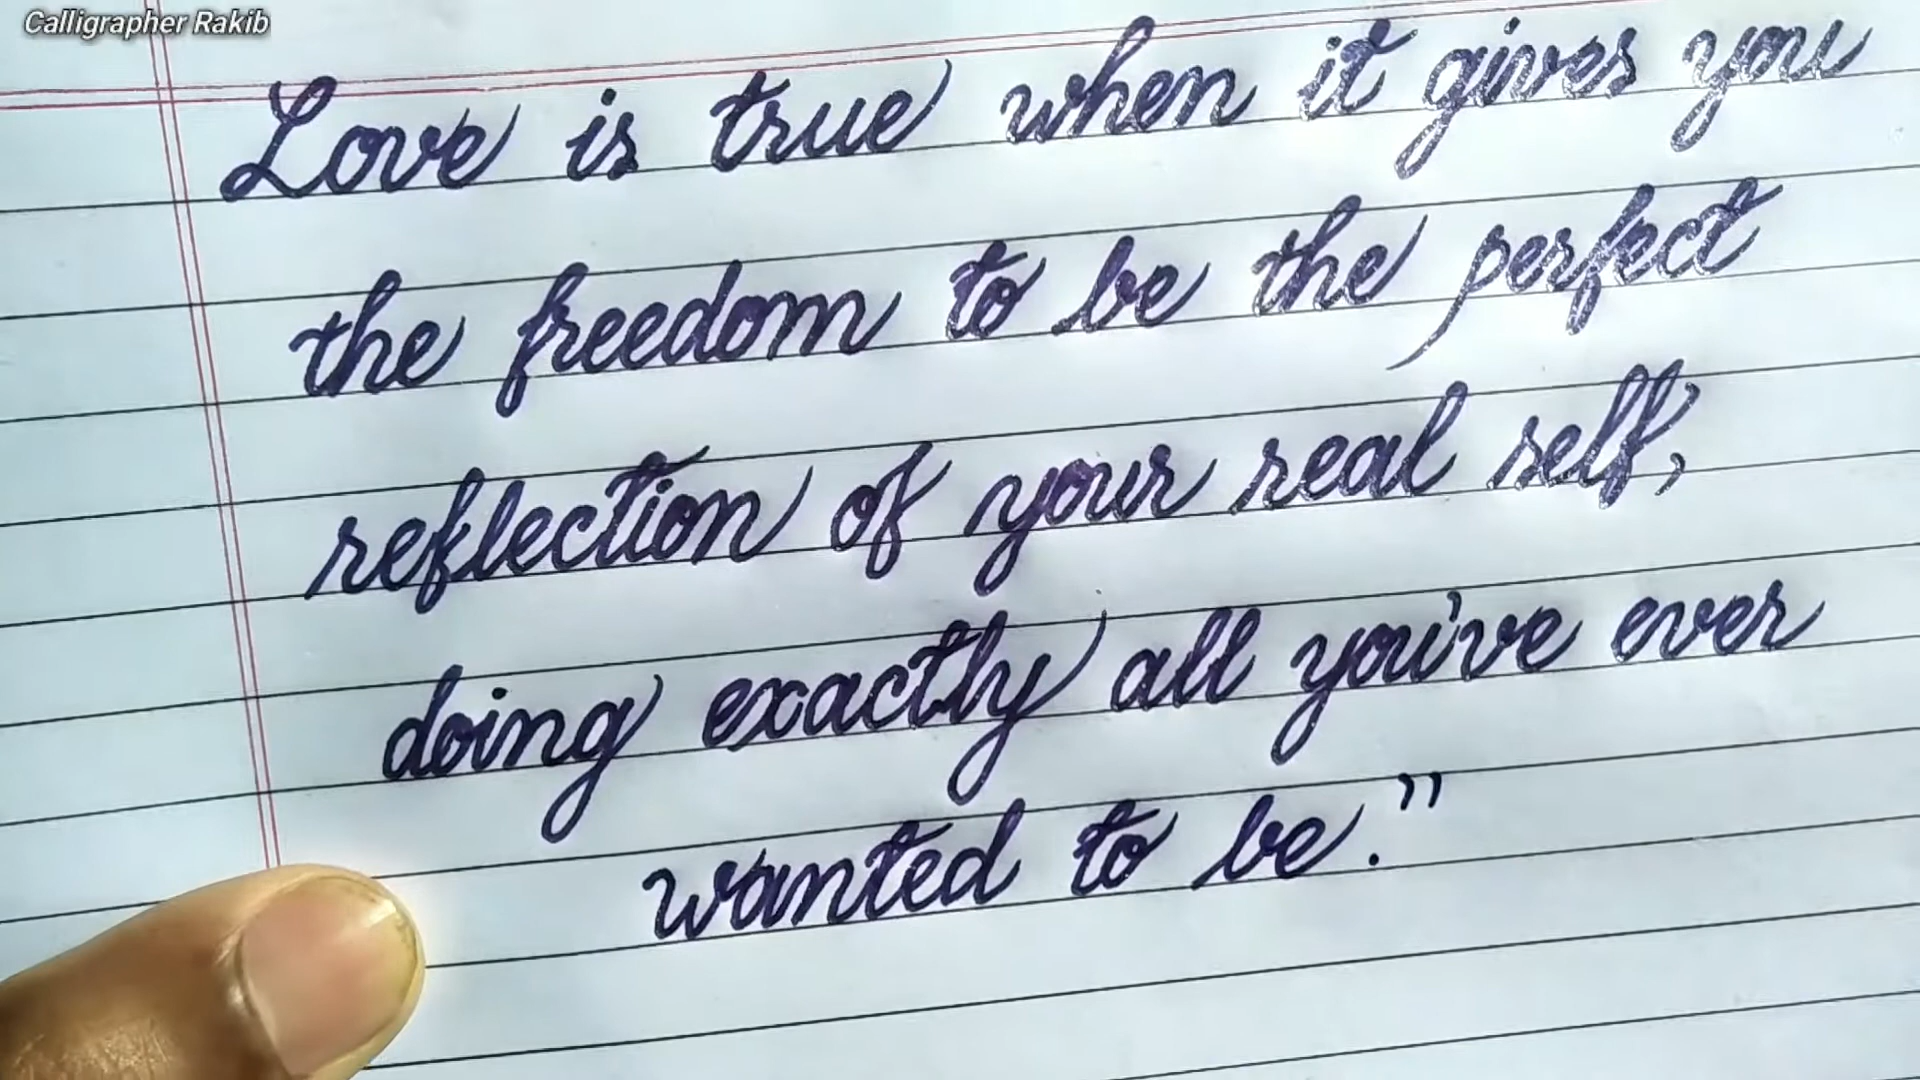 Calligrapher Rakib
Love is true when it gives you
the freedom to be the perfect
reflection of your real self,
doing exactly all you've ever
wanted to be."